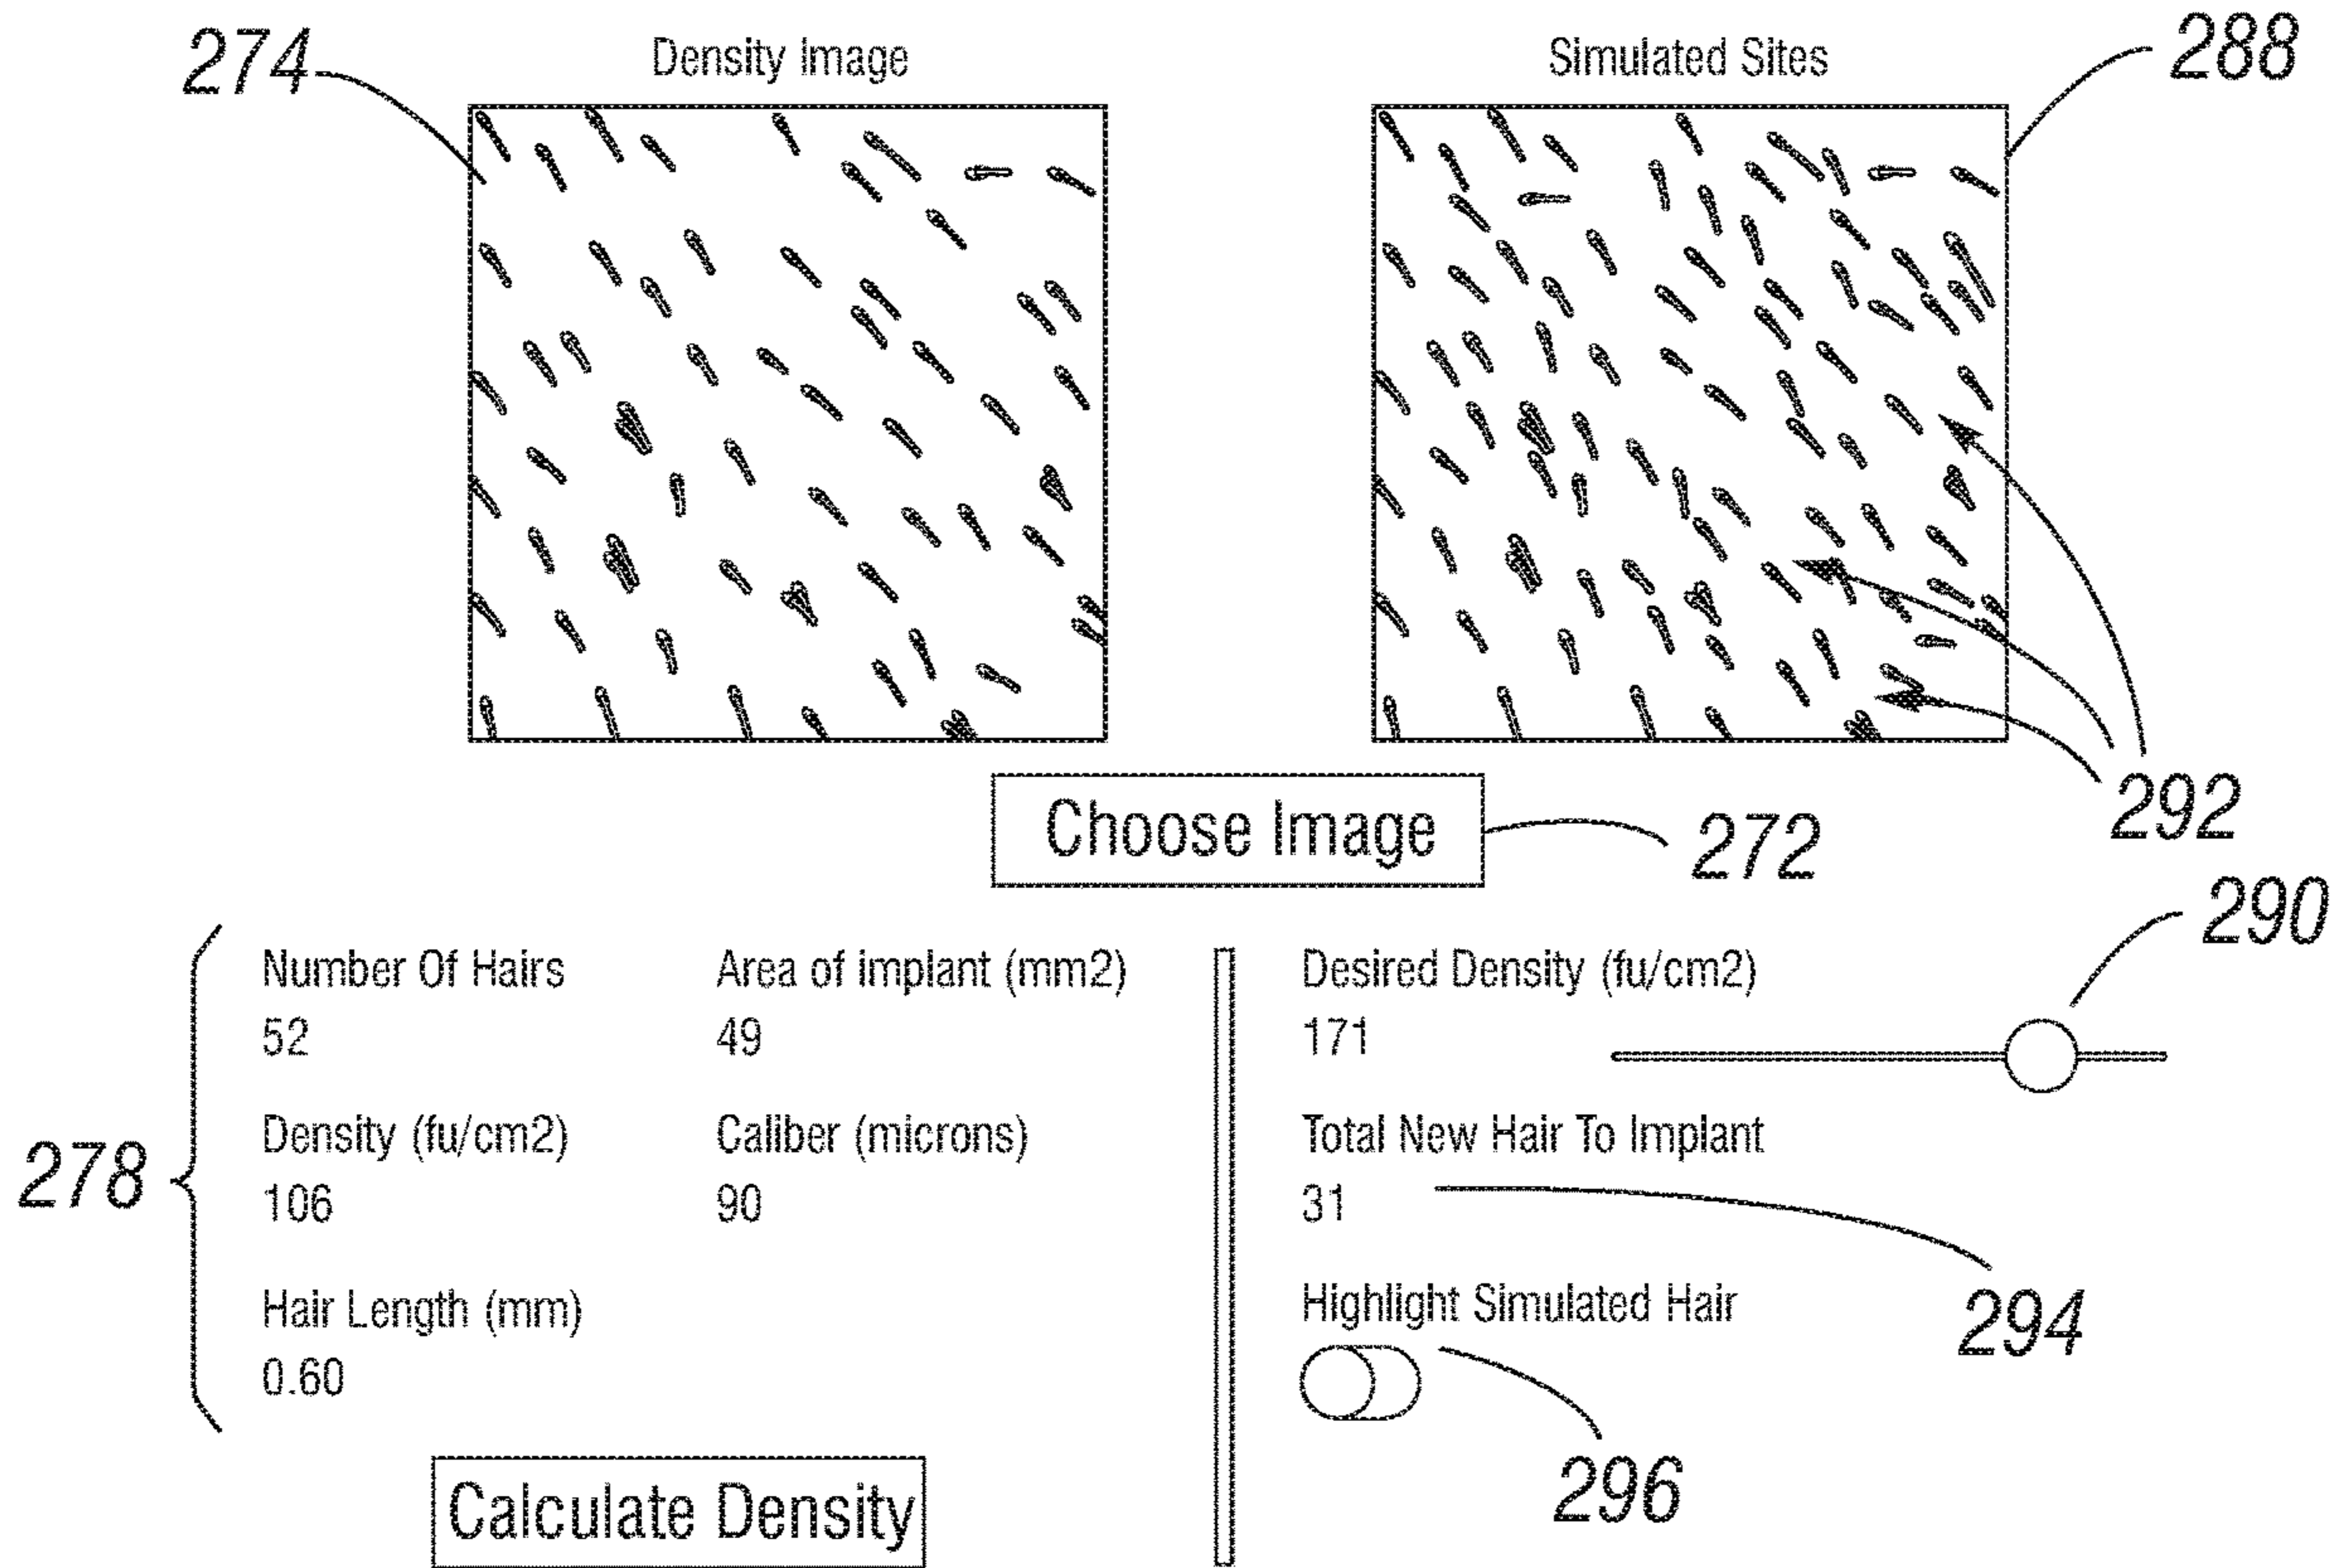 274
Density Image
Simulated Sites
288
292
Choose Image
272
290
Number Of Hairs
Area of implant (mm2)
Desired Density (fu/cm2)
52
49
171
278
Density (fu/cm2)
Caliber (microns)
Total New Hair To Implant
106
90
31
294
Hair Length (mm)
Highlight Simulated Hair
0.60
296
Calculate Density